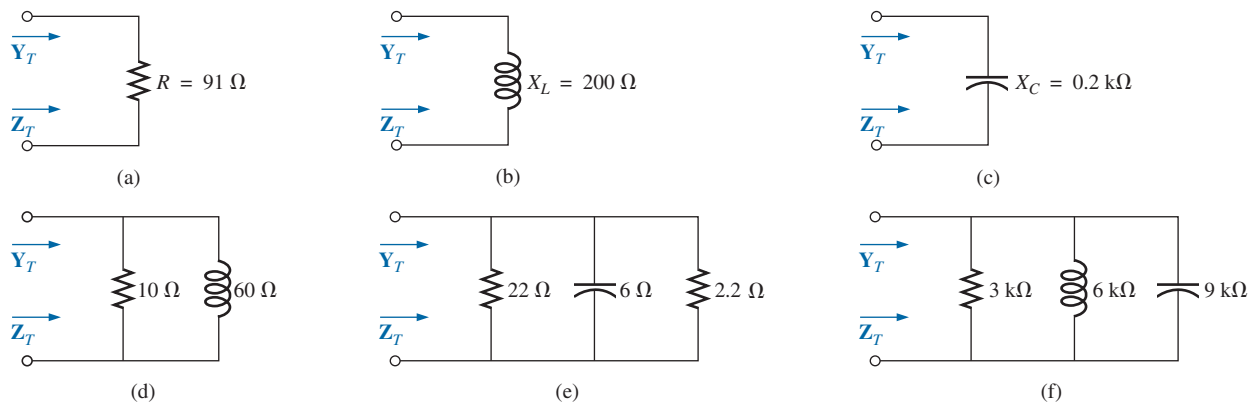 Y_T
Z_T
R = 91 Ω
(a)
Y_T
Z_T
X_L = 200 Ω
(b)
Y_T
Z_T
X_C = 0.2 kΩ
(c)
Y_T
Z_T
10 Ω
60 Ω
(d)
Y_T
Z_T
22 Ω
6 Ω
2.2 Ω
(e)
Y_T
Z_T
3 kΩ
6 kΩ
9 kΩ
(f)